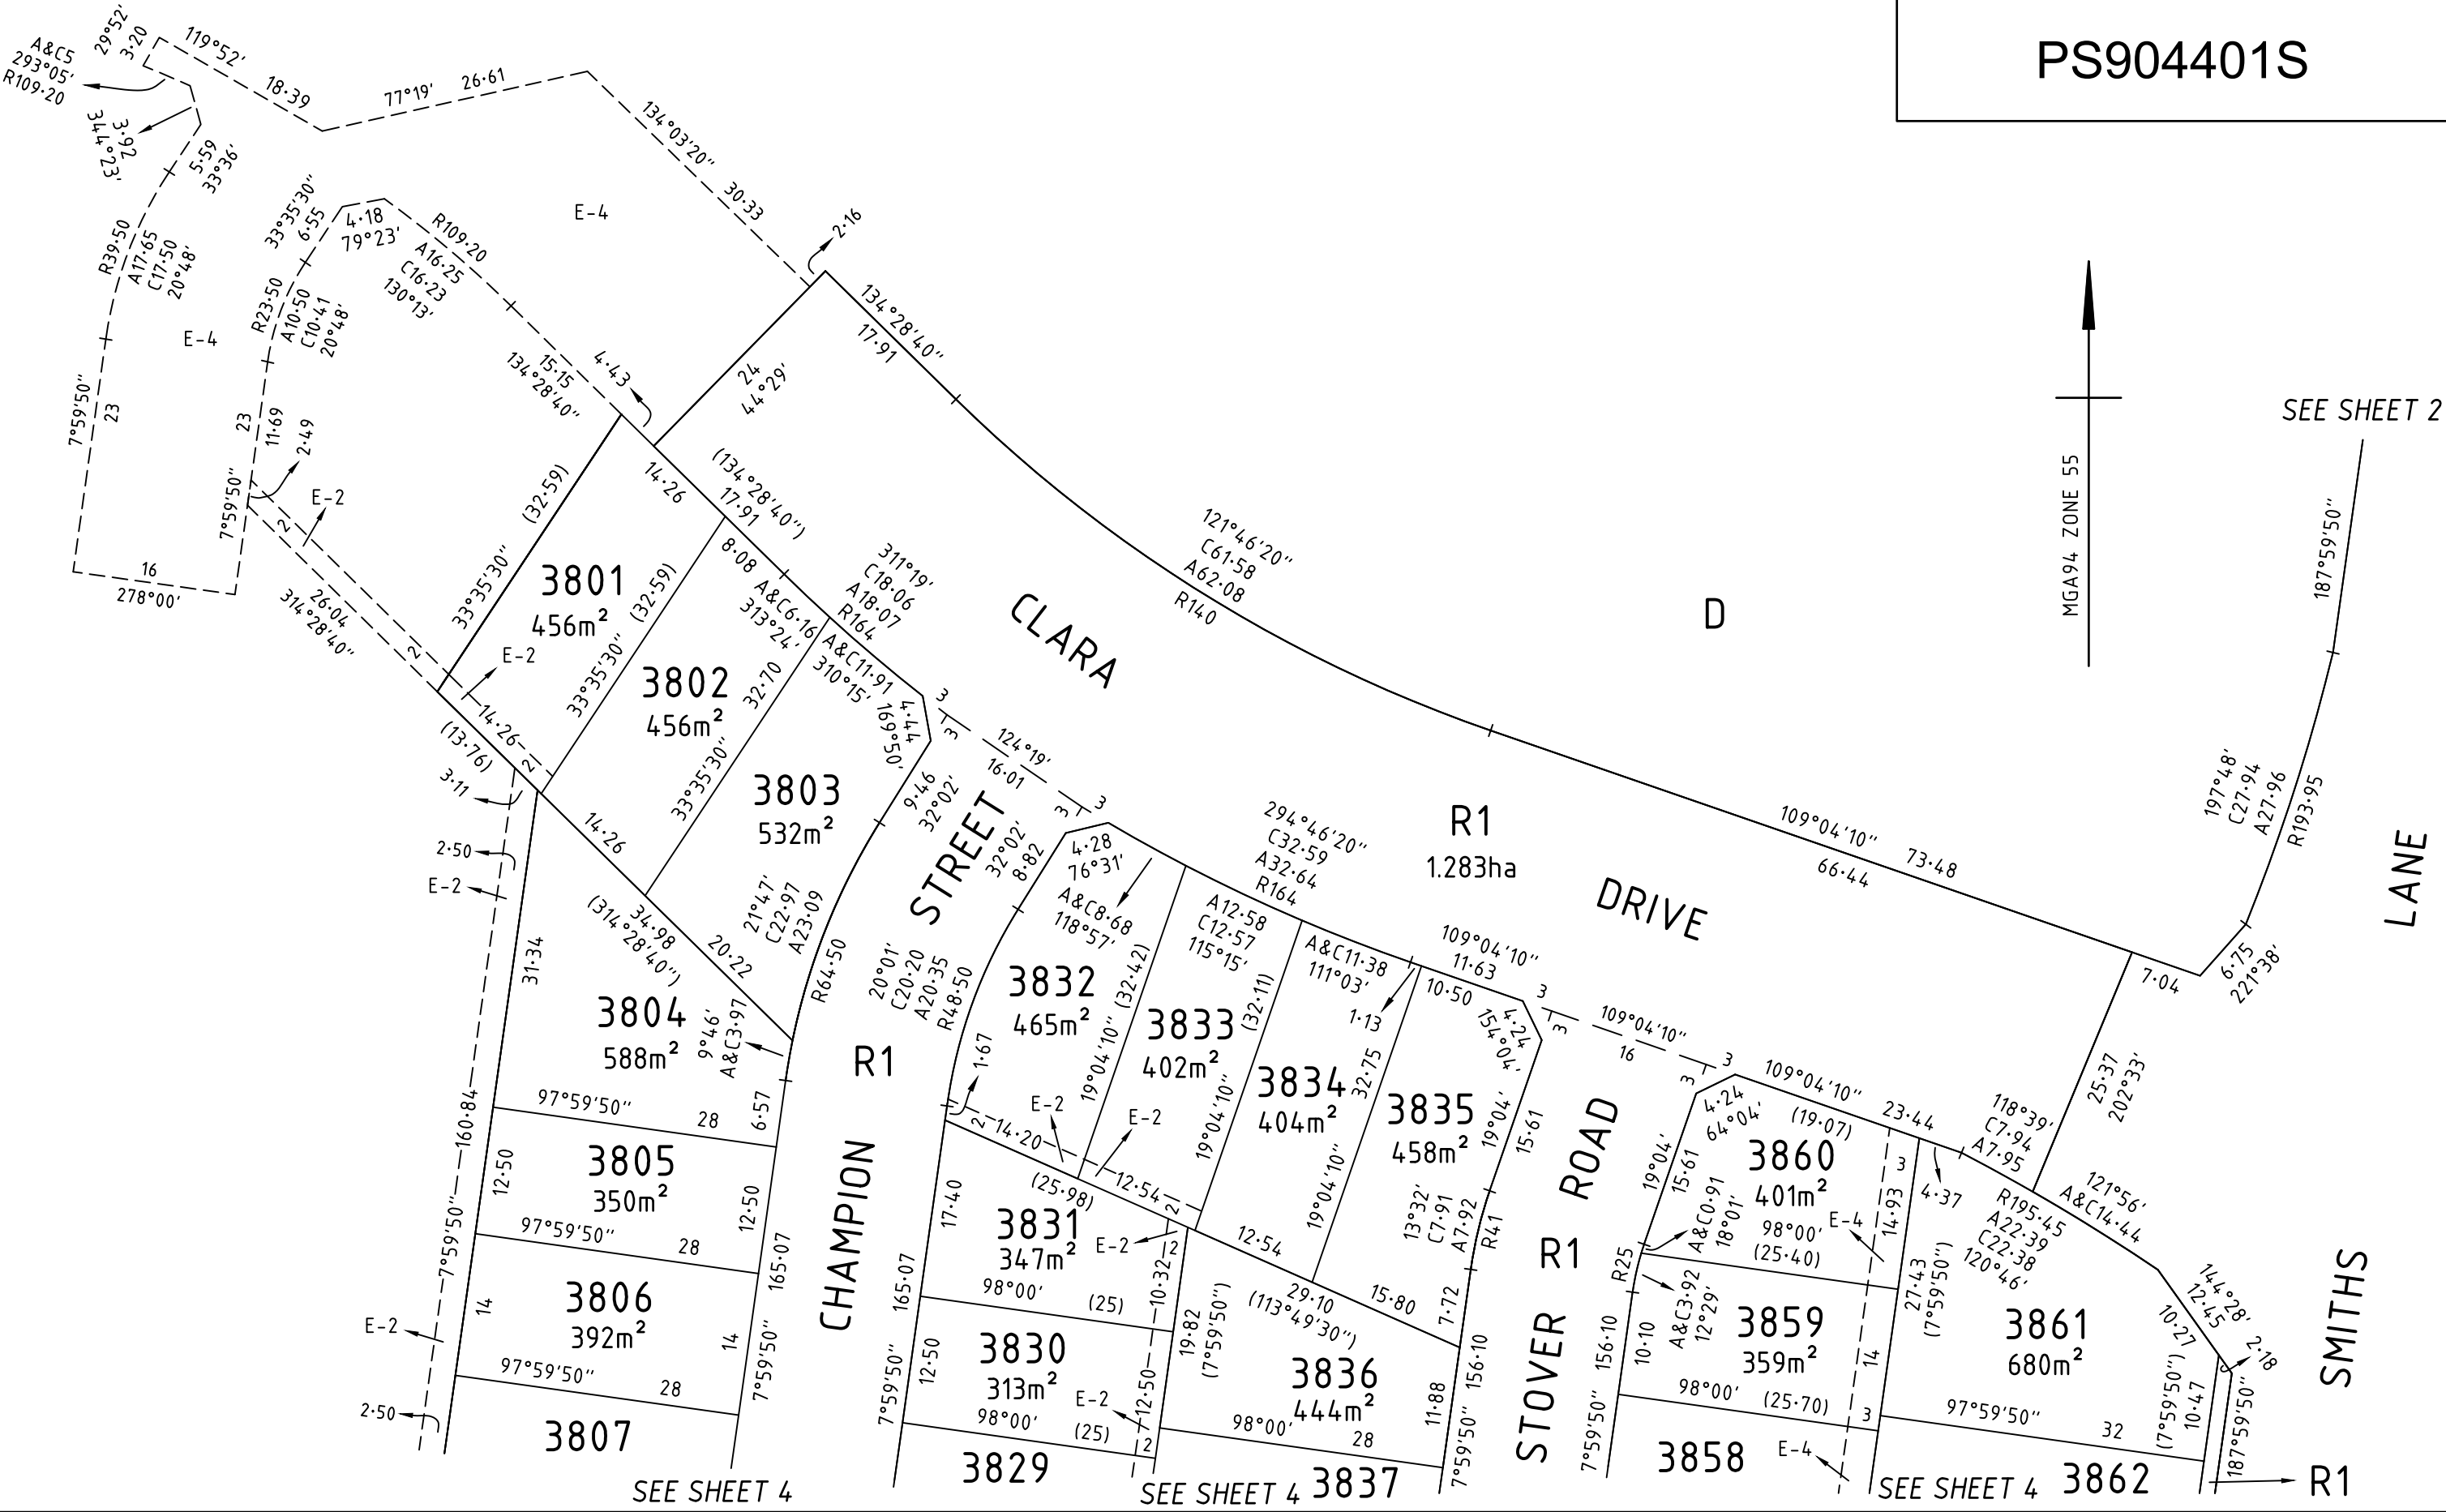 PS904401S
A&C5
293°05'
R109·20
29°52'
3·20
119°52'
18·39
77°19'
26·61
134°03'20"
30·33
2·16
3·92
344°23'
5·59
33°36'
R39·50
A17·65
C17·50
20°48'
33°35'30"
6·55
4·18
79°23'
R109·20
A16·25
C16·23
130°13'
E-4
E-4
R23·50
A10·50
C10·41
20°48'
7°59'50"
23
23
11·69
2·49
7°59'50"
16
278°00'
E-2
2
26·04
314°28'40"
2
15·15
134°28'40"
4·43
24
44°29'
134°28'40"
17·91
14·26
(134°28'40")
17·91
8·08
(32·59)
33°35'30"
3801
456m²
E-2
14·26
2
(13·76)
3·11
(32·59)
33°35'30"
3802
456m²
A&C6·16
313°24'
311°19'
C18·06
A18·07
R164
A&C11·91
310°15'
32·70
33°35'30"
3803
532m²
4·44
169°50'
9·46
32°02'
21°47'
C22·97
A23·09
R64·50
14·26
34·98
(314°28'40")
20·22
3
3
124°19'
16·01
3
3
CLARA
121°46'20"
C61·58
A62·08
R140
D
MGA94 ZONE 55
SEE SHEET 2
187°59'50"
197°48'
C27·94
A27·96
R193·95
LANE
109°04'10"
73·48
66·44
R1
1.283ha
DRIVE
7·04
6·75
221°38'
25·37
202°33'
STREET
32°02'
8·82
4·28
76°31'
A&C8·68
118°57'
294°46'20"
C32·59
A32·64
R164
A12·58
C12·57
115°15'
A&C11·38
111°03'
109°04'10"
11·63
10·50
1·13
4·24
154°04'
3
3
109°04'10"
16
3
3
20°01'
C20·20
A20·35
R48·50
1·67
3832
465m²
(32·42)
19°04'10"
3833
402m²
(32·11)
19°04'10"
3834
404m²
32·75
19°04'10"
3835
458m²
19°04'
15·61
13°32'
C7·91
A7·92
R41
7·72
E-2
E-2
2
14·20
12·54
2
(25·98)
12·54
29·10
(113°49'30")
15·80
2·50
E-2
31·34
3804
588m²
9°46'
A&C3·97
R1
97°59'50"
28
6·57
160·84
7°59'50"
12·50
3805
350m²
12·50
97°59'50"
28
14
3806
392m²
14
165·07
7°59'50"
E-2
97°59'50"
28
2·50
3807
SEE SHEET 4
CHAMPION
17·40
3831
347m²
E-2
2
98°00'
(25)
10·32
165·07
7°59'50"
12·50
3830
313m²
E-2
12·50
98°00'
(25)
2
3829
19·82
(7°59'50")
3836
444m²
98°00'
28
11·88
156·10
7°59'50"
SEE SHEET 4
3837
ROAD
R1
STOVER
109°04'10"
(19·07)
23·44
4·24
64°04'
3860
401m²
19°04'
15·61
A&C0·91
18°01'
98°00'
(25·40)
E-4
3
14·93
4·37
R25
A&C3·92
12°29'
156·10
10·10
7°59'50"
3859
359m²
14
98°00'
(25·70)
3
3858
E-4
27·43
(7°59'50")
118°39'
C7·94
A7·95
R195·45
A22·39
C22·38
120°46'
121°56'
A&C14·44
144°28'
12·45
10·27
2·18
3861
680m²
(7°59'50")
10·47
187°59'50"
97°59'50"
32
SEE SHEET 4
3862
SMITHS
R1